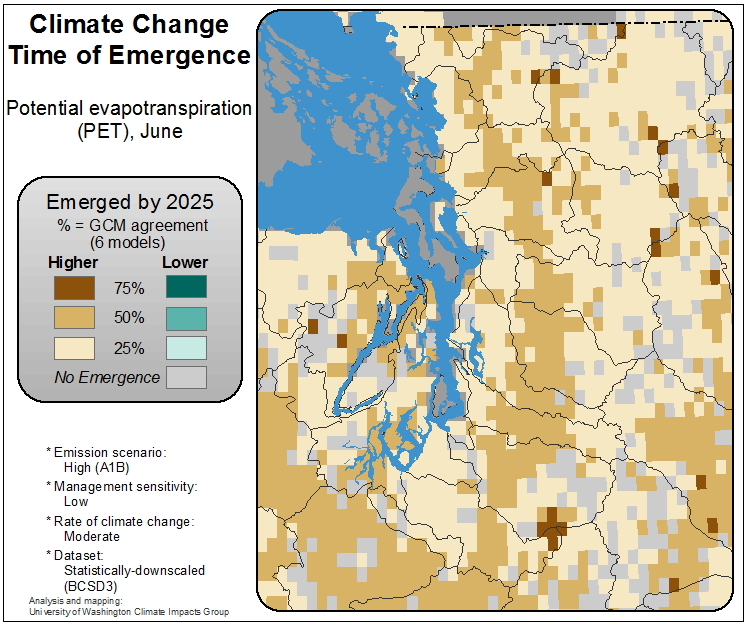 Climate Change
Time of Emergence
Potential evapotranspiration
(PET), June
Emerged by 2025
% = GCM agreement
(6 models)
Higher Lower
75%
50%
25%
No Emergence
* Emission scenario:
High (A1B)
* Management sensitivity:
Low
* Rate of climate change:
Moderate
* Dataset:
Statistically-downscaled
(BCSD3)
Analysis and mapping:
University of Washington Climate Impacts Group